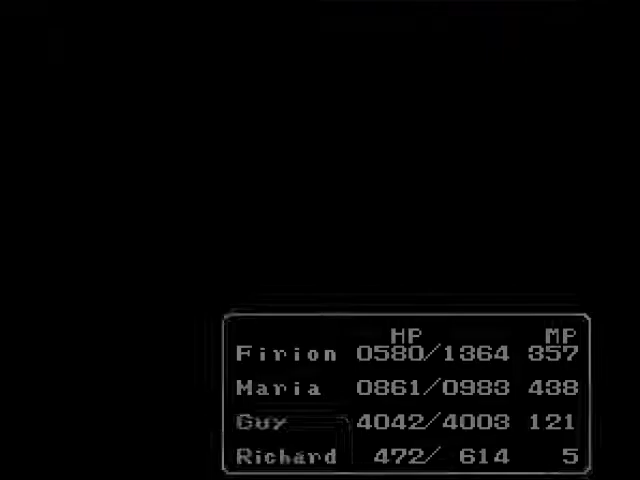 HP MP
Firion 0580/1364 357
Maria 0861/0983 438
Guy 4042/4003 121
Richard 472/ 614 5